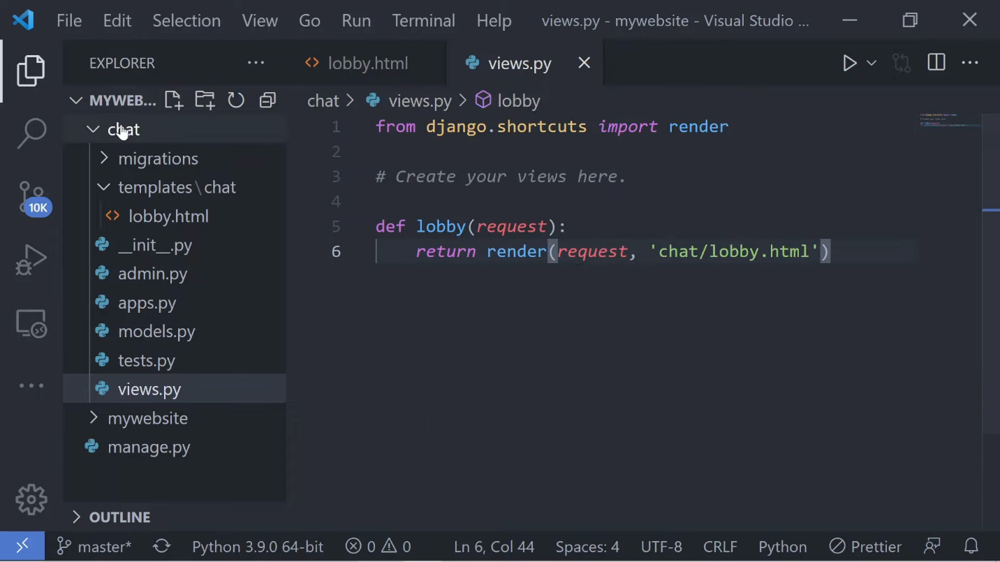 File Edit Selection View Go Run Terminal Help views.py - mywebsite - Visual Studio ...
EXPLORER
lobby.html
views.py
MYWEB...
chat > views.py > lobby
chat
migrations
templates\chat
lobby.html
__init__.py
admin.py
apps.py
models.py
tests.py
views.py
mywebsite
manage.py
OUTLINE
10K
1 from django.shortcuts import render
2
3 # Create your views here.
4
5 def lobby(request):
6 return render(request, 'chat/lobby.html')
master* Python 3.9.0 64-bit 0 0 Ln 6, Col 44 Spaces: 4 UTF-8 CRLF Python Prettier